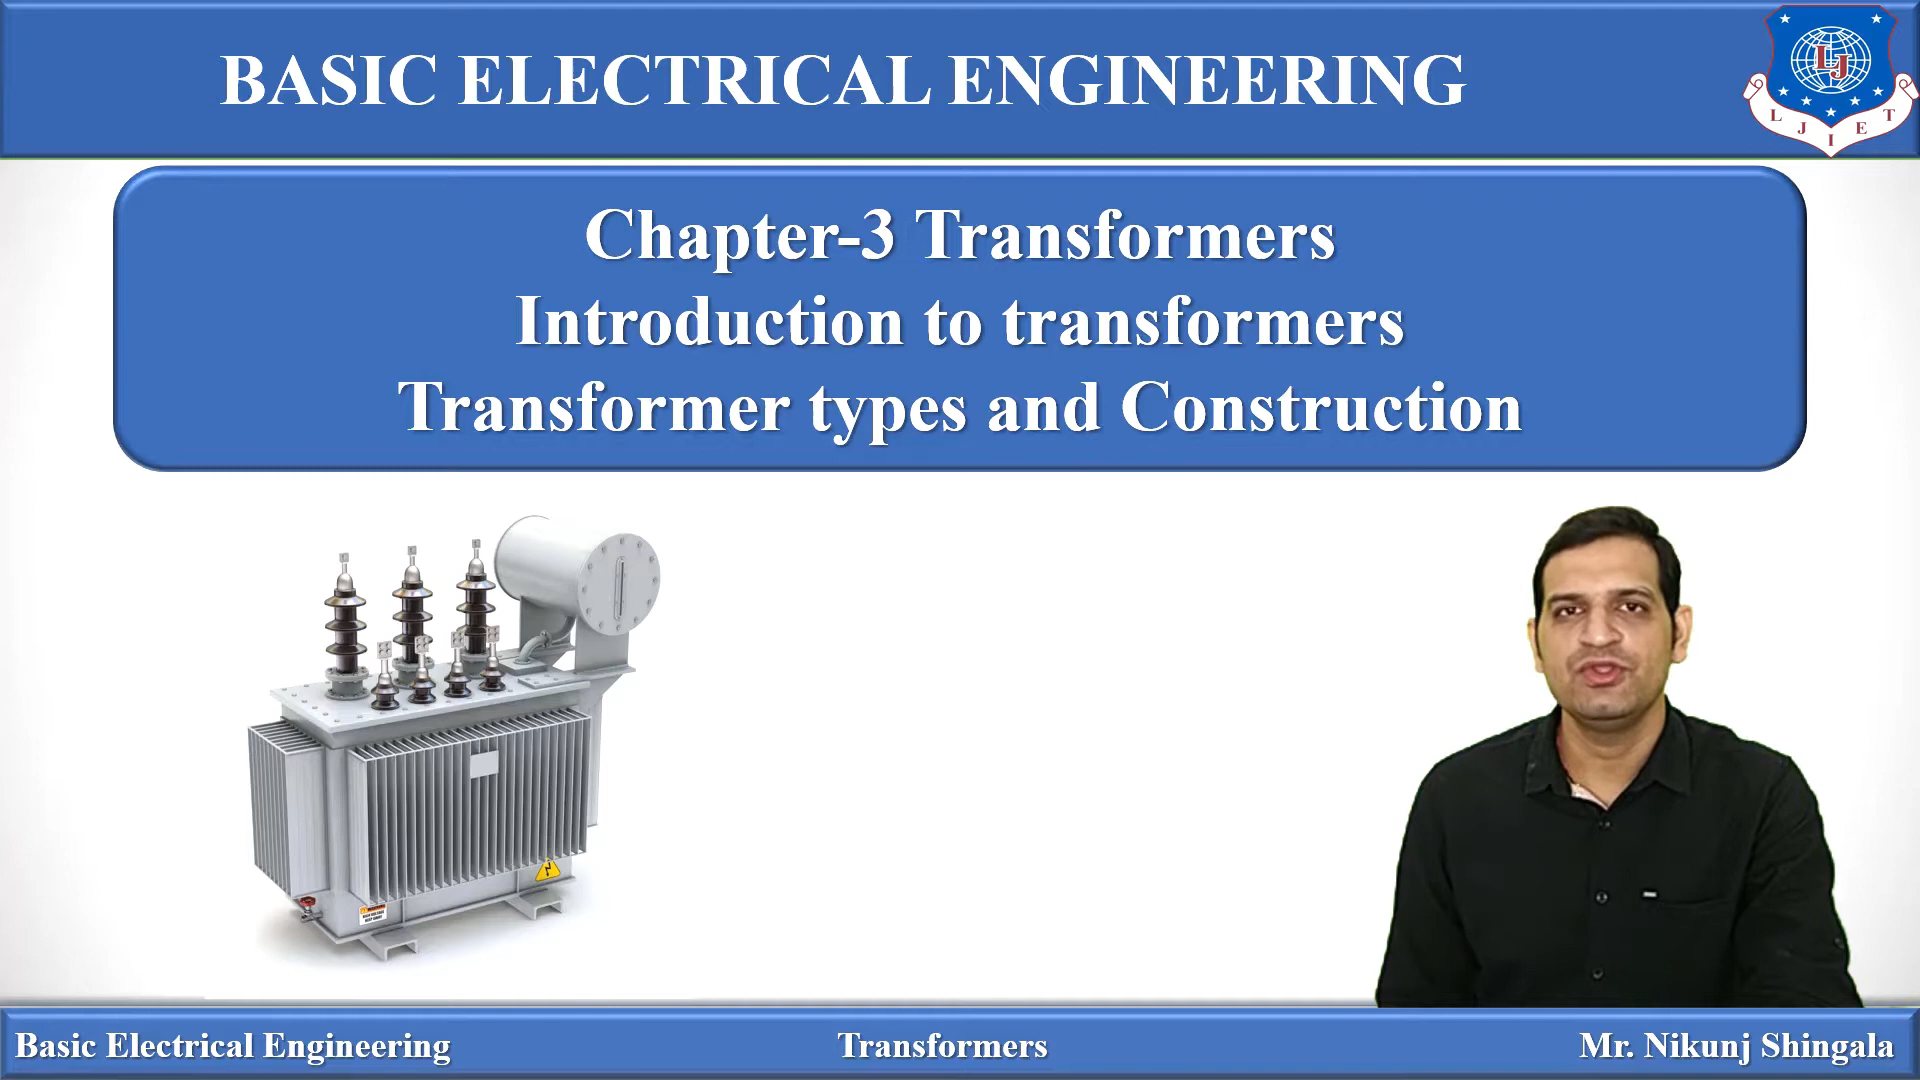 BASIC ELECTRICAL ENGINEERING
LJ
L J I E T
Chapter-3 Transformers
Introduction to transformers
Transformer types and Construction
Basic Electrical Engineering
Transformers
Mr. Nikunj Shingala